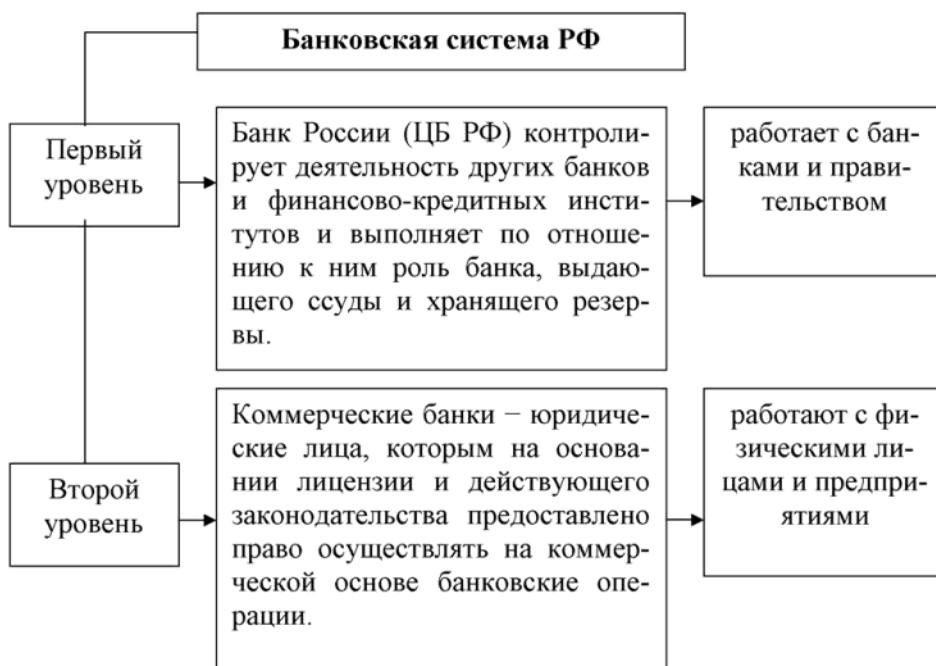 Банковская система РФ
Первый
уровень
Банк России (ЦБ РФ) контроли-
рует деятельность других банков
и финансово-кредитных инсти-
тутов и выполняет по отноше-
нию к ним роль банка, выдаю-
щего ссуды и хранящего резер-
вы.
работает с бан-
ками и прави-
тельством
Второй
уровень
Коммерческие банки − юридиче-
ские лица, которым на основа-
нии лицензии и действующего
законодательства предоставлено
право осуществлять на коммер-
ческой основе банковские опе-
рации.
работают с фи-
зическими ли-
цами и предпри-
ятиями